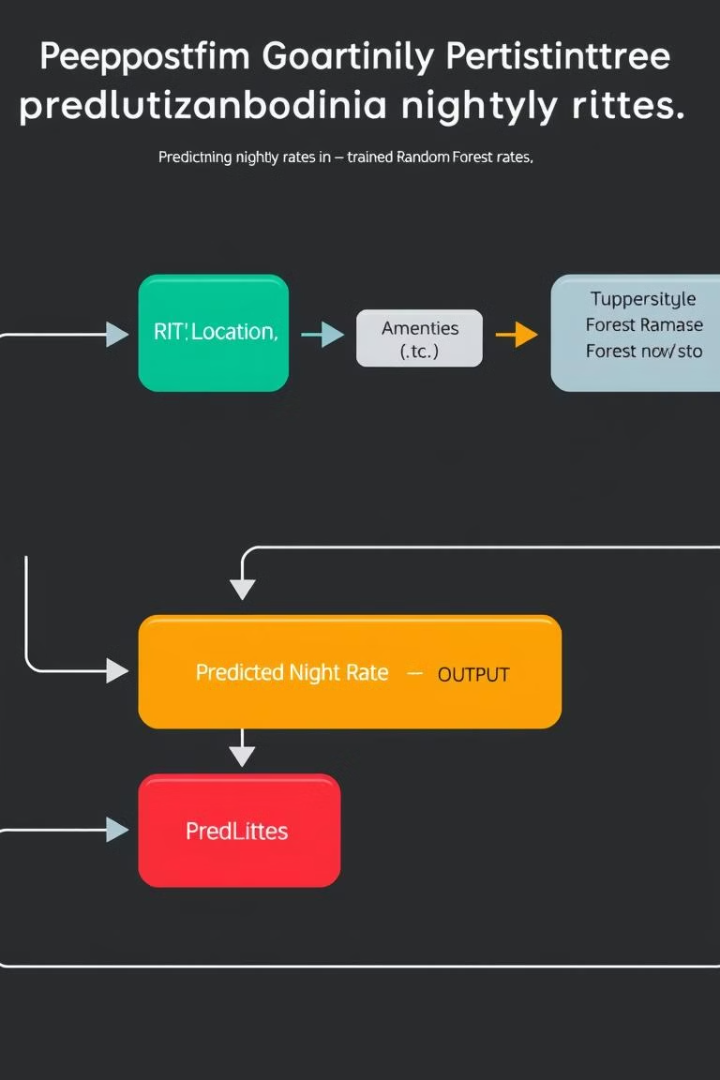 Peeppostfim Goartinily Pertistinttree
predlutizanbodinia nightyly rittes.
Predictning nightly rates in – trained Random Forest rates,
RIT¦ Location,
Amenties
(.tc.)
Tuppersityle
Forest Ramase
Forest now/sto
Predicted Night Rate – OUTPUT
PredLittes